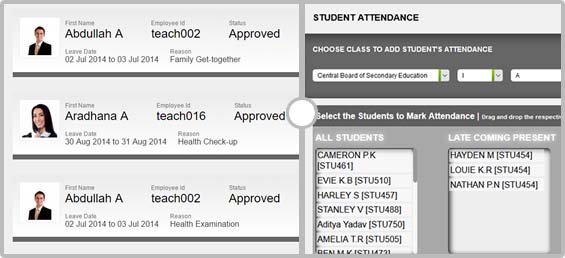 First Name Employee Id Status
Abdullah A teach002 Approved
Leave Date Reason
02 Jul 2014 to 03 Jul 2014 Family Get-together
First Name Employee Id Status
Aradhana A teach016 Approved
Leave Date Reason
30 Aug 2014 to 31 Aug 2014 Health Check-up
First Name Employee Id Status
Abdullah A teach002 Approved
Leave Date Reason
02 Jul 2014 to 03 Jul 2014 Health Examination
STUDENT ATTENDANCE
CHOOSE CLASS TO ADD STUDENT'S ATTENDANCE
Central Board of Secondary Education I A
Select the Students to Mark Attendance | Drag and drop the respective
ALL STUDENTS
CAMERON P.K
[STU461]
EVIE K.B [STU510]
HARLEY S [STU457]
STANLEY V [STU488]
Aditya Yadav [STU750]
AMELIA T.R [STU505]
BEN M.K [STU473]
LATE COMING PRESENT
HAYDEN M [STU454]
LOUIE K.R [STU454]
NATHAN P.N [STU454]